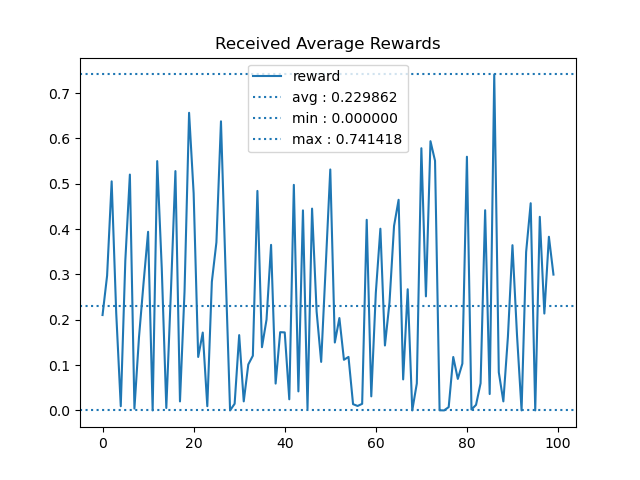 Received Average Rewards
reward
avg : 0.229862
min : 0.000000
max : 0.741418
0.7
0.6
0.5
0.4
0.3
0.2
0.1
0.0
0 20 40 60 80 100